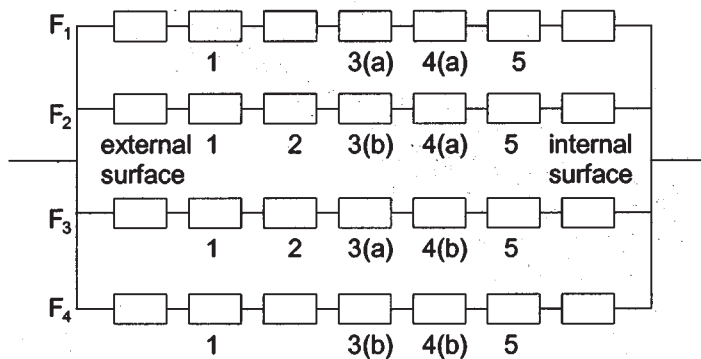 F1
1 3(a) 4(a) 5
F2
external surface 1 2 3(b) 4(a) 5 internal surface
F3
1 2 3(a) 4(b) 5
F4
1 3(b) 4(b) 5